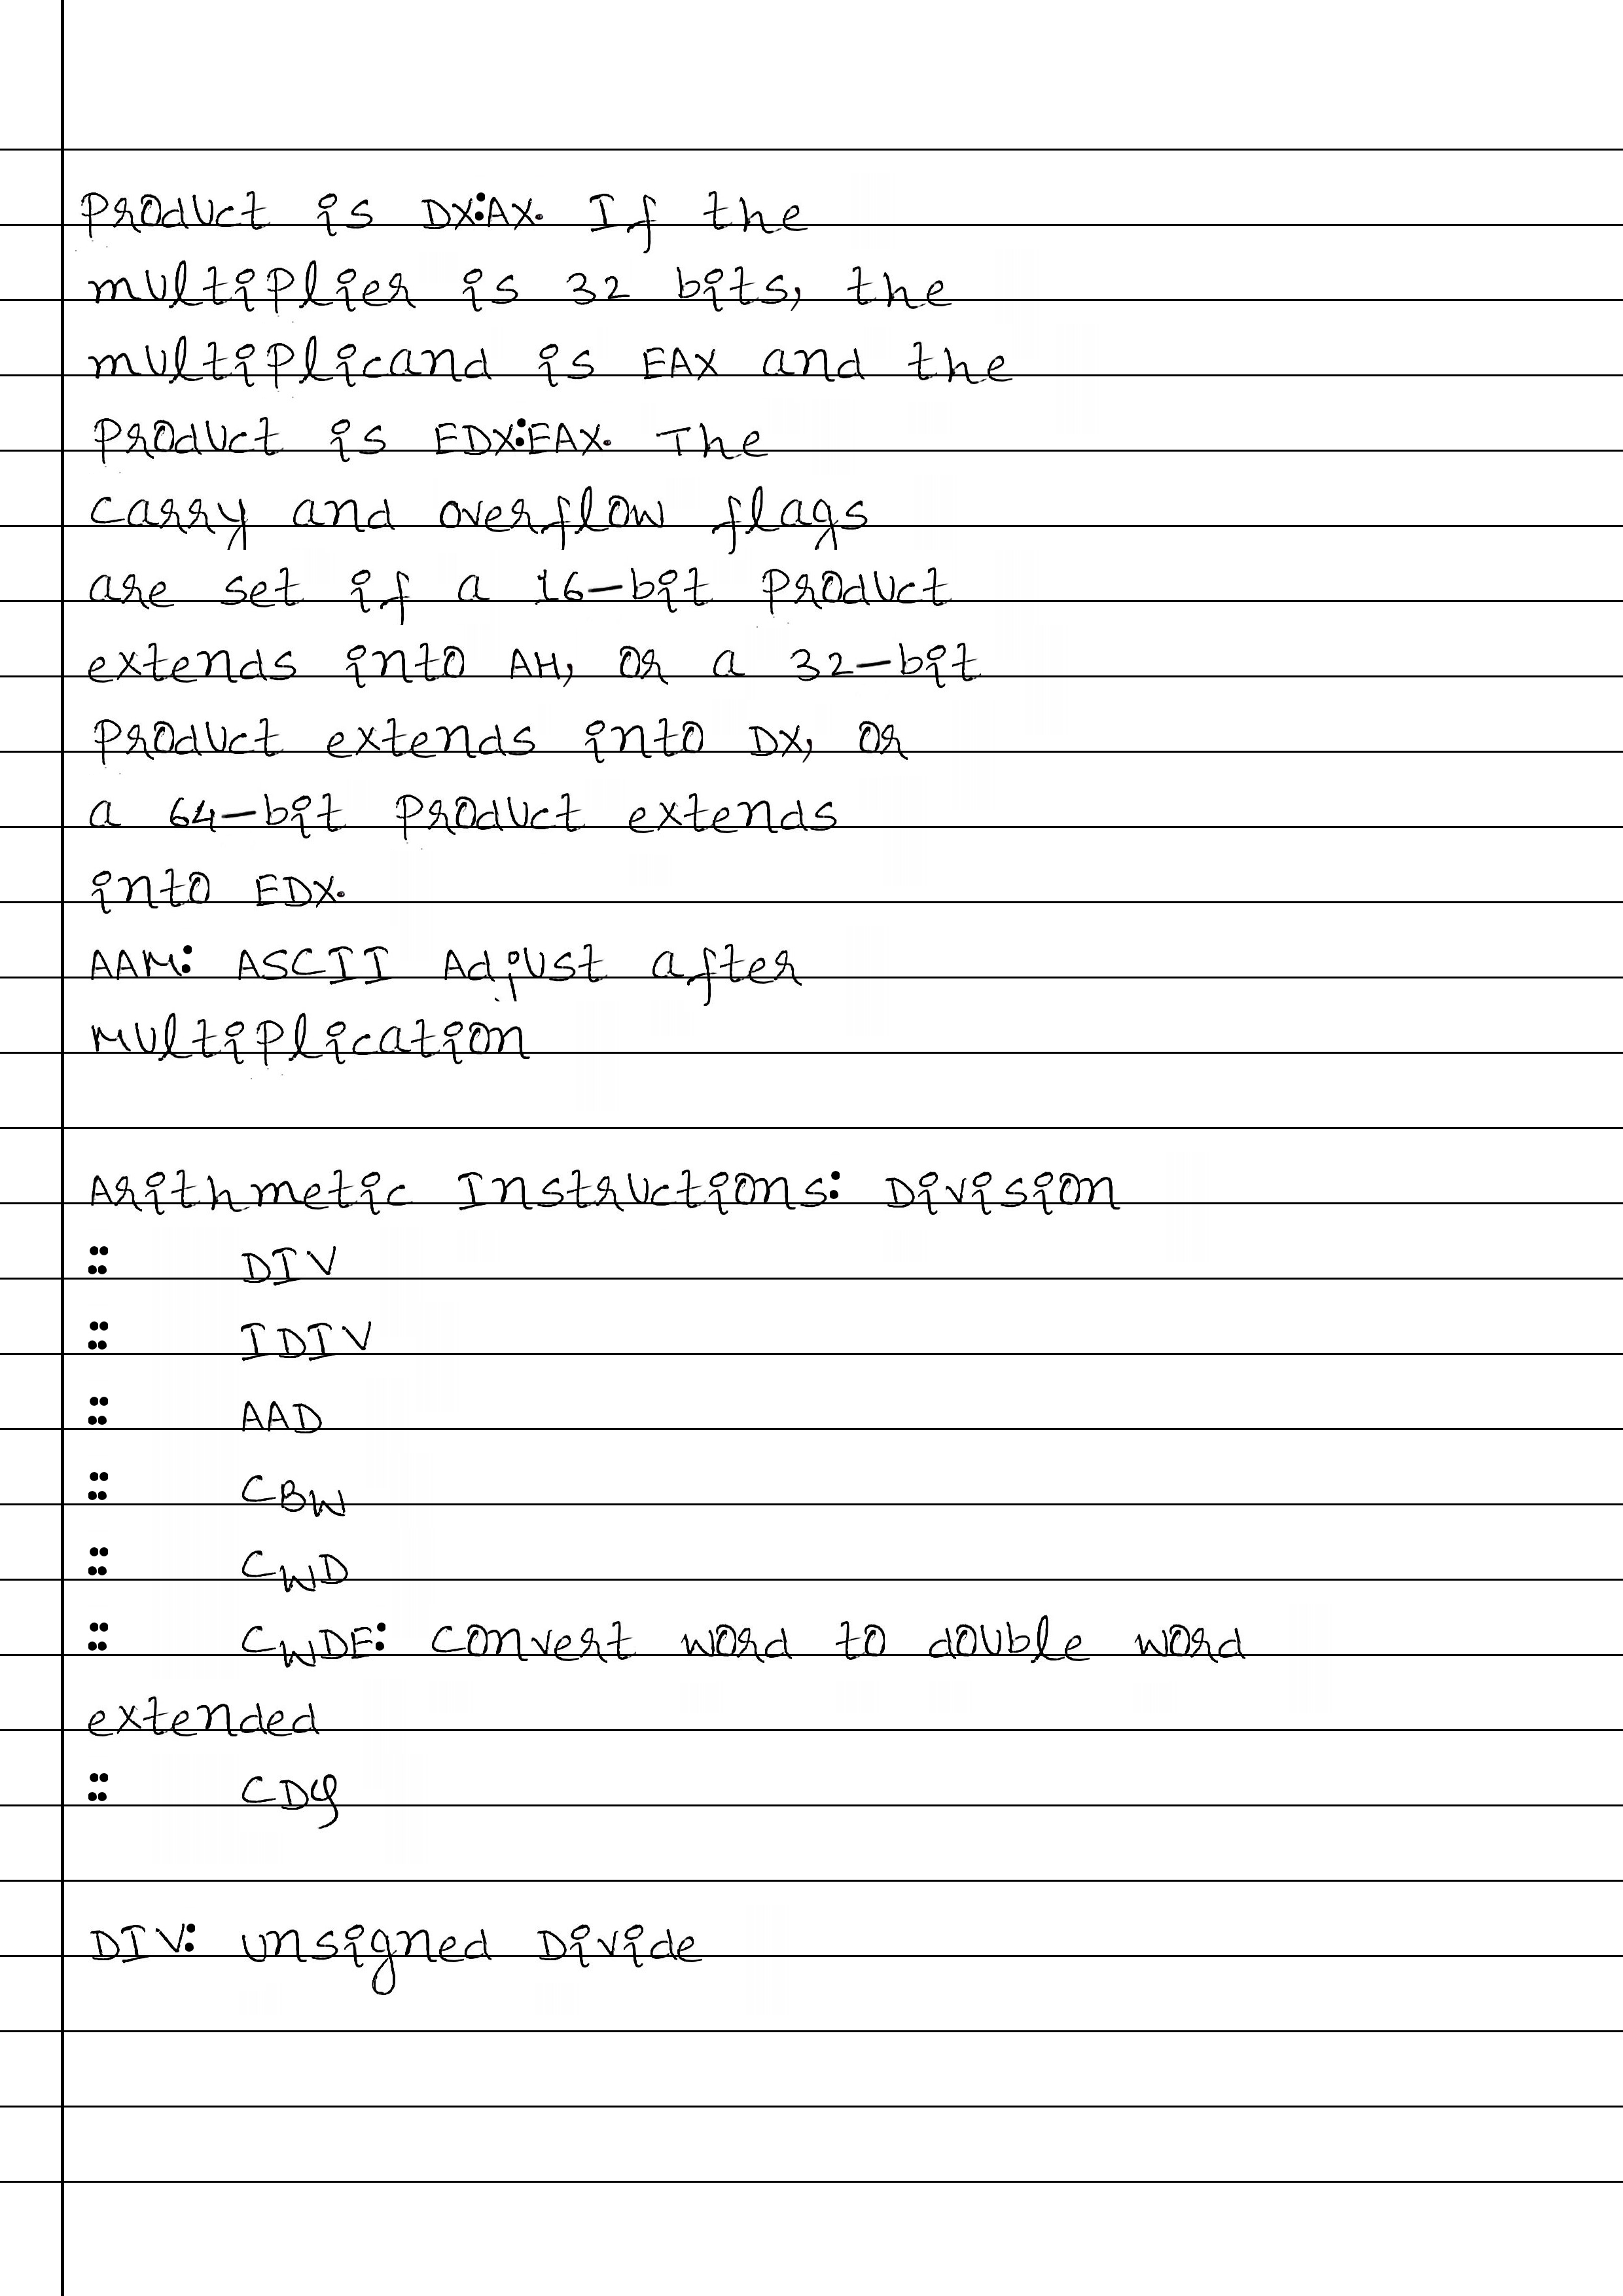 Product is DX:AX. If the
multiplier is 32 bits, the
multiplicand is EAX and the
product is EDX:EAX. The
carry and overflow flags
are set if a 16-bit product
extends into AH, or a 32-bit
product extends into DX, or
a 64-bit product extends
into EDX.
AAM: ASCII Adjust after
Multiplication
Arithmetic Instructions: Division
:: DIV
:: IDIV
:: AAD
:: CBW
:: CWD
:: CWDE: Convert word to double word
extended
:: CDQ
DIV: Unsigned Divide